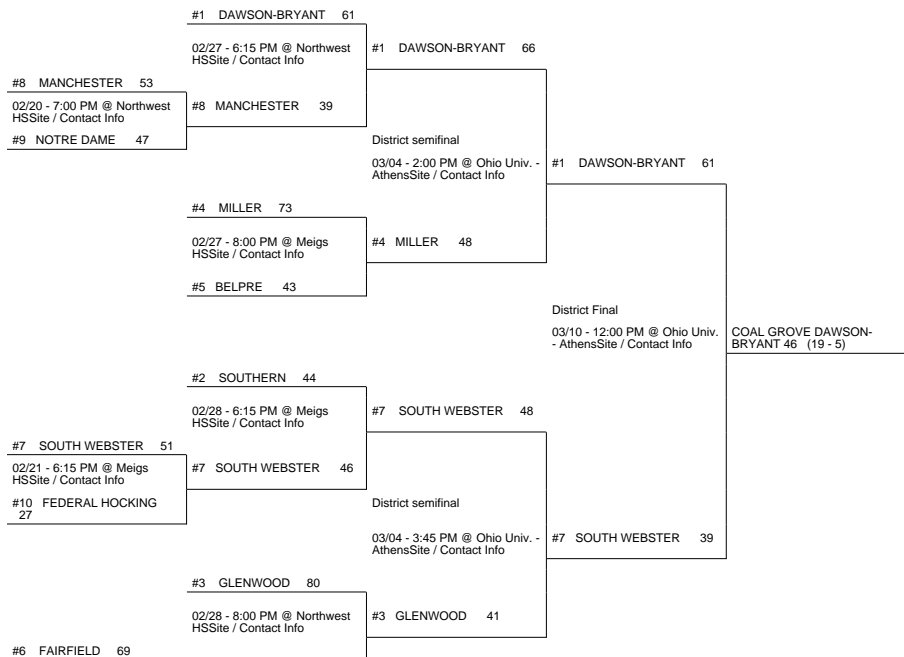 #1 DAWSON-BRYANT 61
02/27 - 6:15 PM @ Northwest
HSSite / Contact Info
#1 DAWSON-BRYANT 66
#8 MANCHESTER 53
02/20 - 7:00 PM @ Northwest
HSSite / Contact Info
#8 MANCHESTER 39
#9 NOTRE DAME 47
District semifinal
03/04 - 2:00 PM @ Ohio Univ. -
AthensSite / Contact Info
#1 DAWSON-BRYANT 61
#4 MILLER 73
02/27 - 8:00 PM @ Meigs
HSSite / Contact Info
#4 MILLER 48
#5 BELPRE 43
District Final
03/10 - 12:00 PM @ Ohio Univ.
- AthensSite / Contact Info
COAL GROVE DAWSON-
BRYANT 46 (19 - 5)
#2 SOUTHERN 44
02/28 - 6:15 PM @ Meigs
HSSite / Contact Info
#7 SOUTH WEBSTER 48
#7 SOUTH WEBSTER 51
02/21 - 6:15 PM @ Meigs
HSSite / Contact Info
#7 SOUTH WEBSTER 46
#10 FEDERAL HOCKING
27
District semifinal
03/04 - 3:45 PM @ Ohio Univ. -
AthensSite / Contact Info
#7 SOUTH WEBSTER 39
#3 GLENWOOD 80
02/28 - 8:00 PM @ Northwest
HSSite / Contact Info
#3 GLENWOOD 41
#6 FAIRFIELD 69